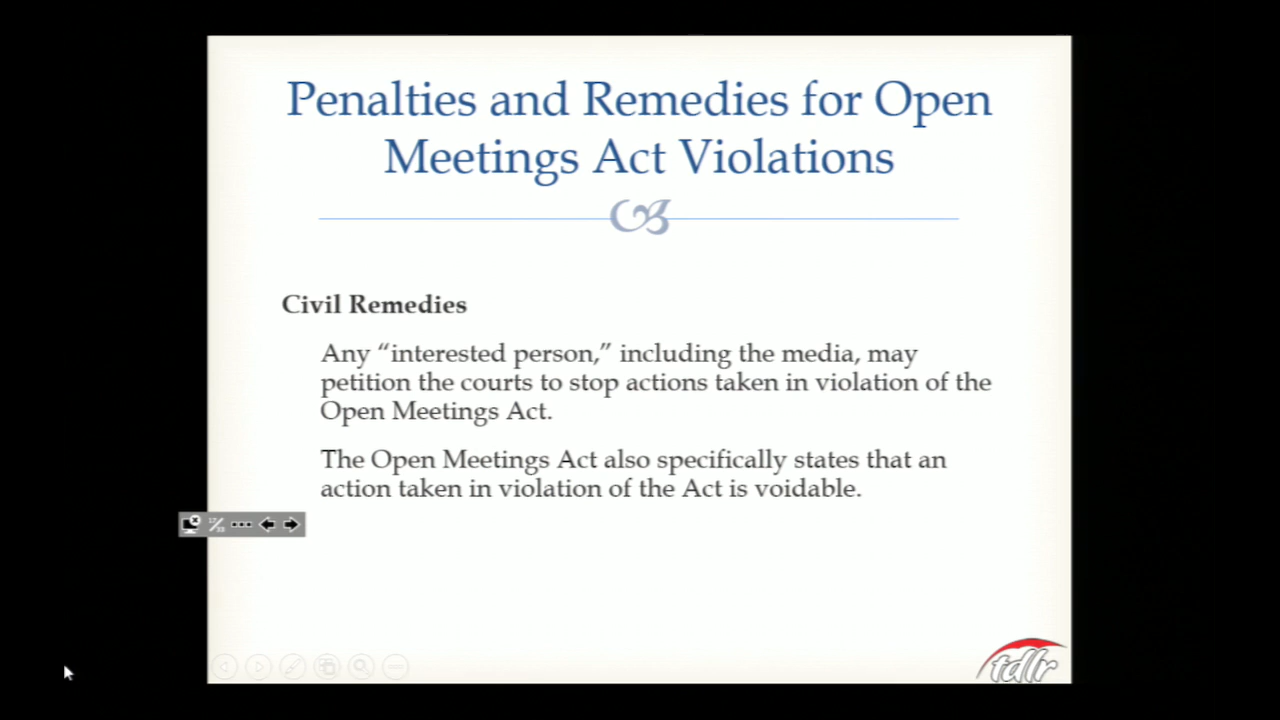 Penalties and Remedies for Open
Meetings Act Violations
Civil Remedies
Any “interested person,” including the media, may
petition the courts to stop actions taken in violation of the
Open Meetings Act.
The Open Meetings Act also specifically states that an
action taken in violation of the Act is voidable.
tdlr